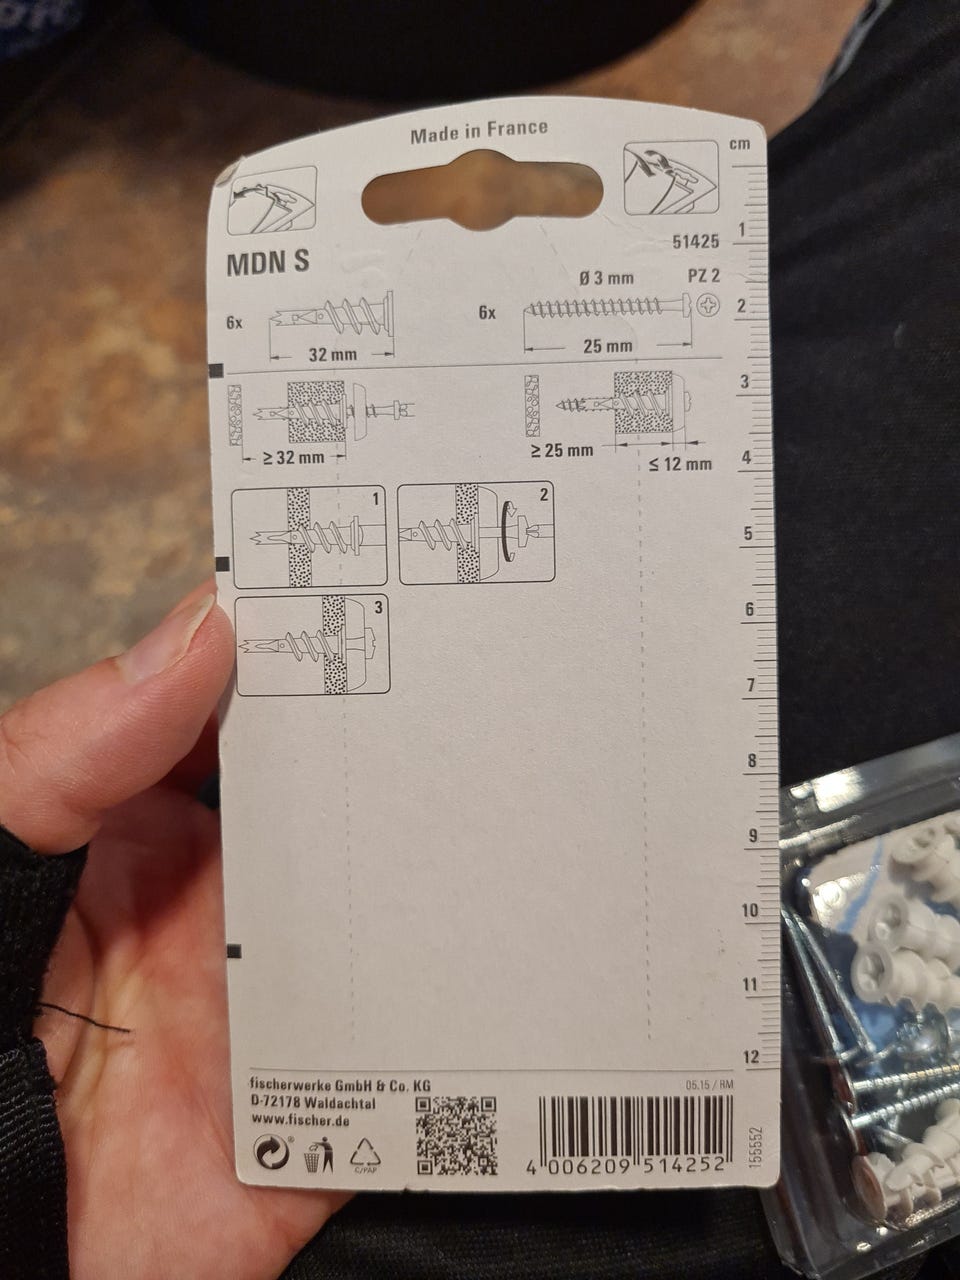 Made in France
cm
MDN S
51425
Ø 3 mm
PZ 2
6x
6x
32 mm
25 mm
≥ 32 mm
≥ 25 mm
≤ 12 mm
1
2
3
1
2
3
4
5
6
7
8
9
10
11
12
fischerwerke GmbH & Co. KG
D-72178 Waldachtal
www.fischer.de
05.15 / RM
®
C/PAP
4 006209 514252
155552